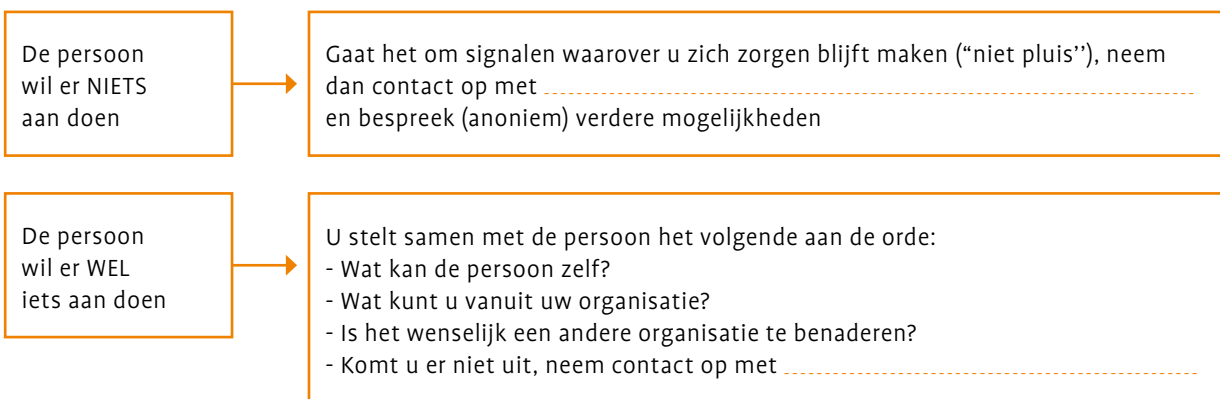 De persoon
wil er NIETS
aan doen
Gaat het om signalen waarover u zich zorgen blijft maken (“niet pluis’’), neem
dan contact op met
en bespreek (anoniem) verdere mogelijkheden
De persoon
wil er WEL
iets aan doen
U stelt samen met de persoon het volgende aan de orde:
- Wat kan de persoon zelf?
- Wat kunt u vanuit uw organisatie?
- Is het wenselijk een andere organisatie te benaderen?
- Komt u er niet uit, neem contact op met